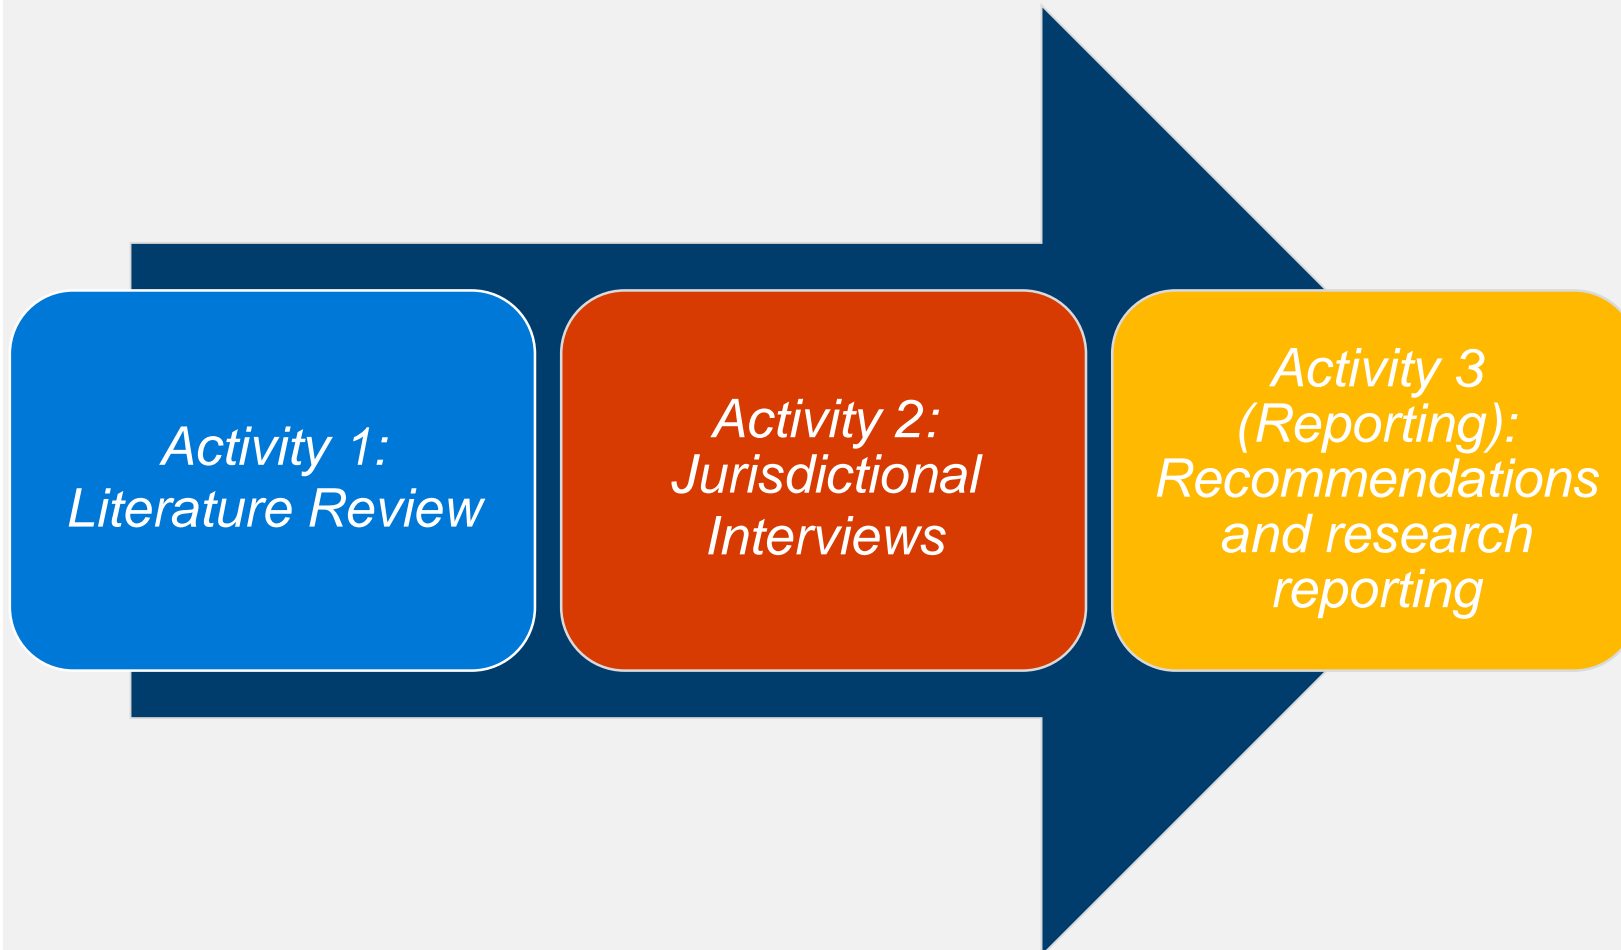 Activity 1:
Literature Review
Activity 2:
Jurisdictional
Interviews
Activity 3
(Reporting):
Recommendations
and research
reporting